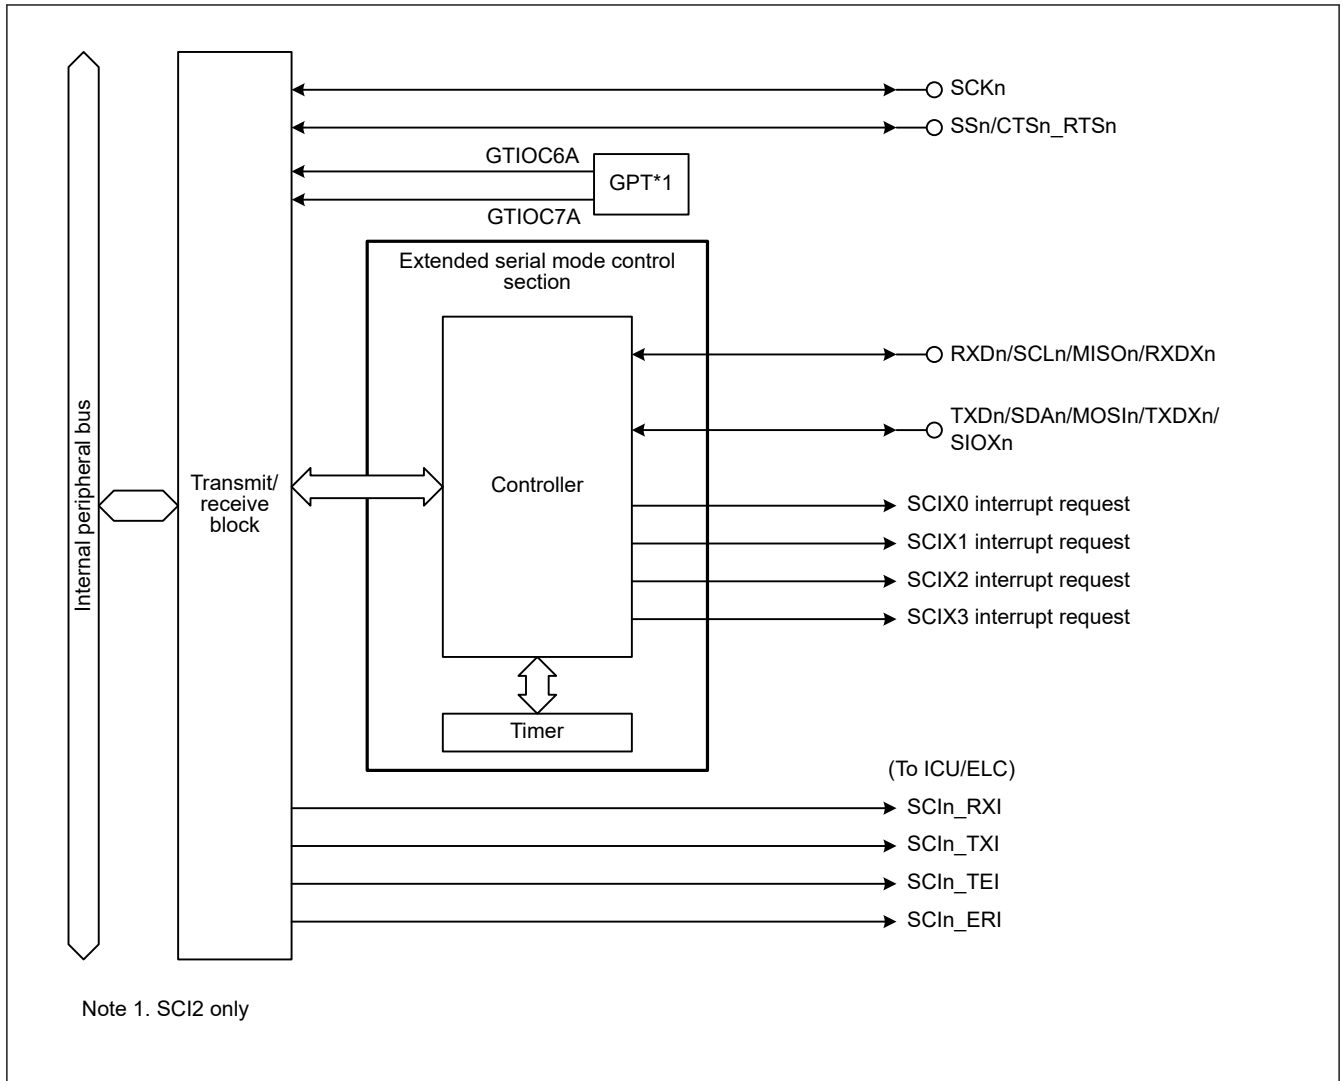 SCKn
SSn/CTSn_RTSn
GTIOC6A
GPT*1
GTIOC7A
Extended serial mode control
section
RXDn/SCLn/MISOn/RXDXn
TXDn/SDAn/MOSIn/TXDXn/
SIOXn
Internal peripheral bus
Transmit/
receive
block
Controller
SCIX0 interrupt request
SCIX1 interrupt request
SCIX2 interrupt request
SCIX3 interrupt request
Timer
(To ICU/ELC)
SCIn_RXI
SCIn_TXI
SCIn_TEI
SCIn_ERI
Note 1. SCI2 only